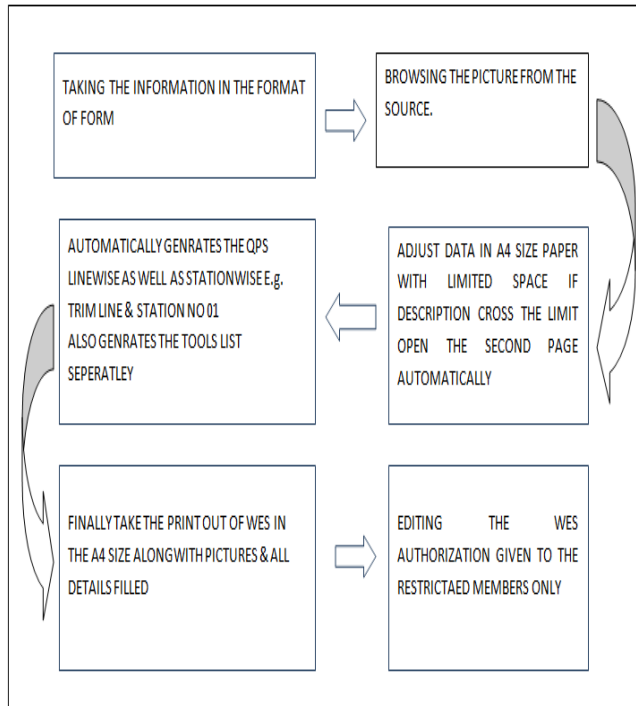 TAKING THE INFORMATION IN THE FORMAT
OF FORM
BROWSING THE PICTURE FROM THE
SOURCE.
ADJUST DATA IN A4 SIZE PAPER
WITH LIMITED SPACE IF
DESCRIPTION CROSS THE LIMIT
OPEN THE SECOND PAGE
AUTOMATICALLY
AUTOMATICALLY GENRATES THE QPS
LINEWISE AS WELL AS STATIONWISE E.g.
TRIM LINE & STATION NO 01
ALSO GENRATES THE TOOLS LIST
SEPERATLEY
FINALLY TAKE THE PRINT OUT OF WES IN
THE A4 SIZE ALONG WITH PICTURES & ALL
DETAILS FILLED
EDITING THE WES
AUTHORIZATION GIVEN TO THE
RESTRICTAED MEMBERS ONLY